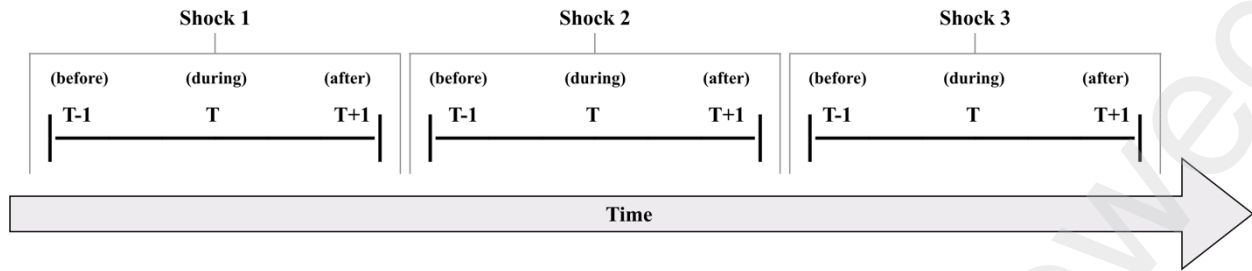 Shock 1 Shock 2 Shock 3
(before) (during) (after) (before) (during) (after) (before) (during) (after)
T-1 T T+1 T-1 T T+1 T-1 T T+1
Time